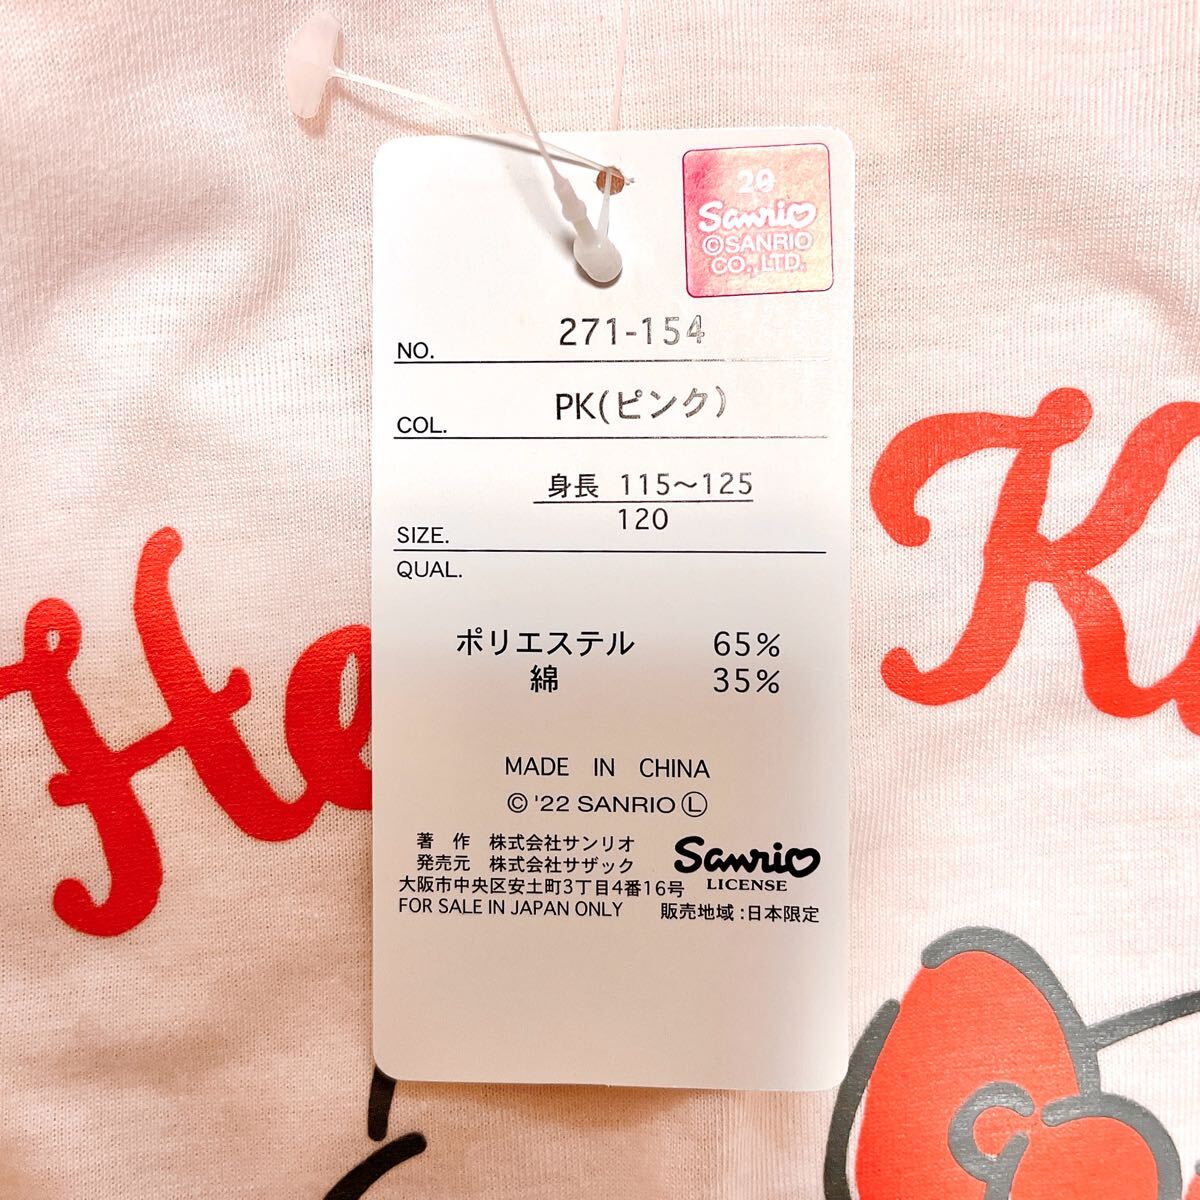 20
Sanrio
©SANRIO
CO., LTD.
NO. 271-154
COL. PK(ピンク)
身長 115～125
SIZE. 120
QUAL.
ポリエステル 65%
綿 35%
MADE IN CHINA
© '22 SANRIO Ⓛ
著 作 株式会社サンリオ
発売元 株式会社サザック
Sanrio
LICENSE
大阪市中央区安土町3丁目4番16号
FOR SALE IN JAPAN ONLY 販売地域:日本限定
He
K